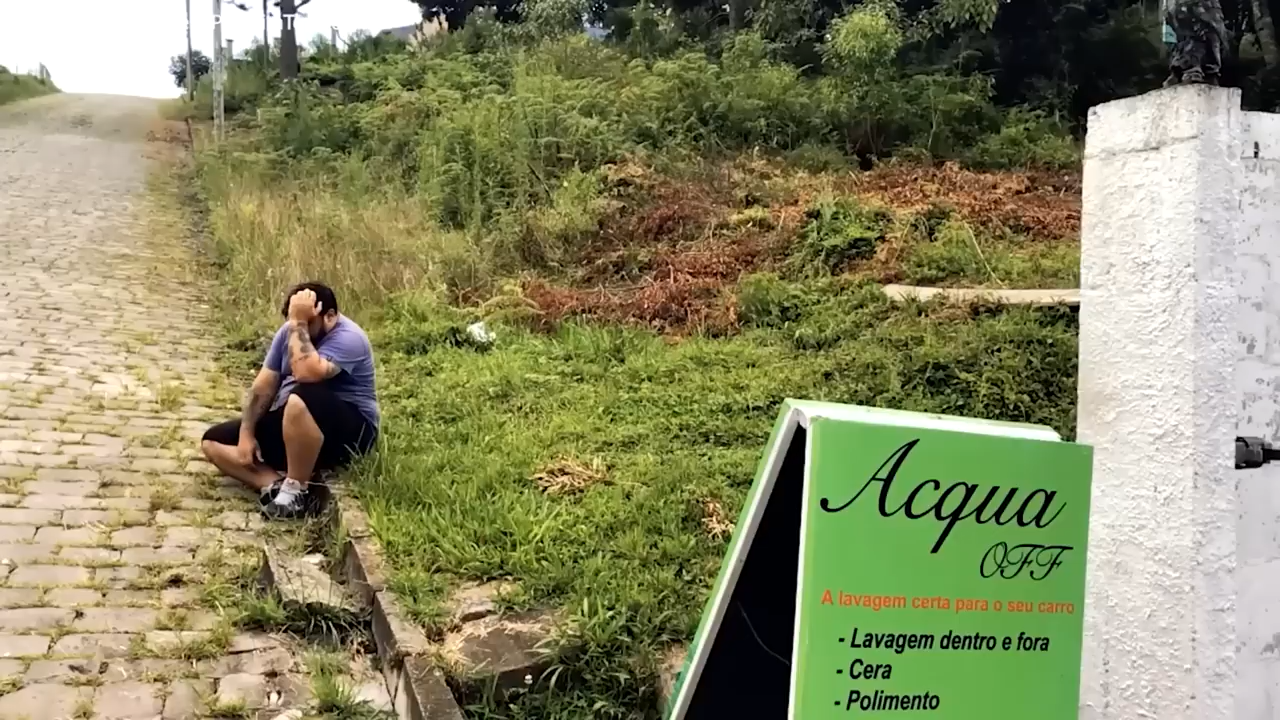 Acqua
OFF
A lavagem certa para o seu carro
- Lavagem dentro e fora
- Cera
- Polimento